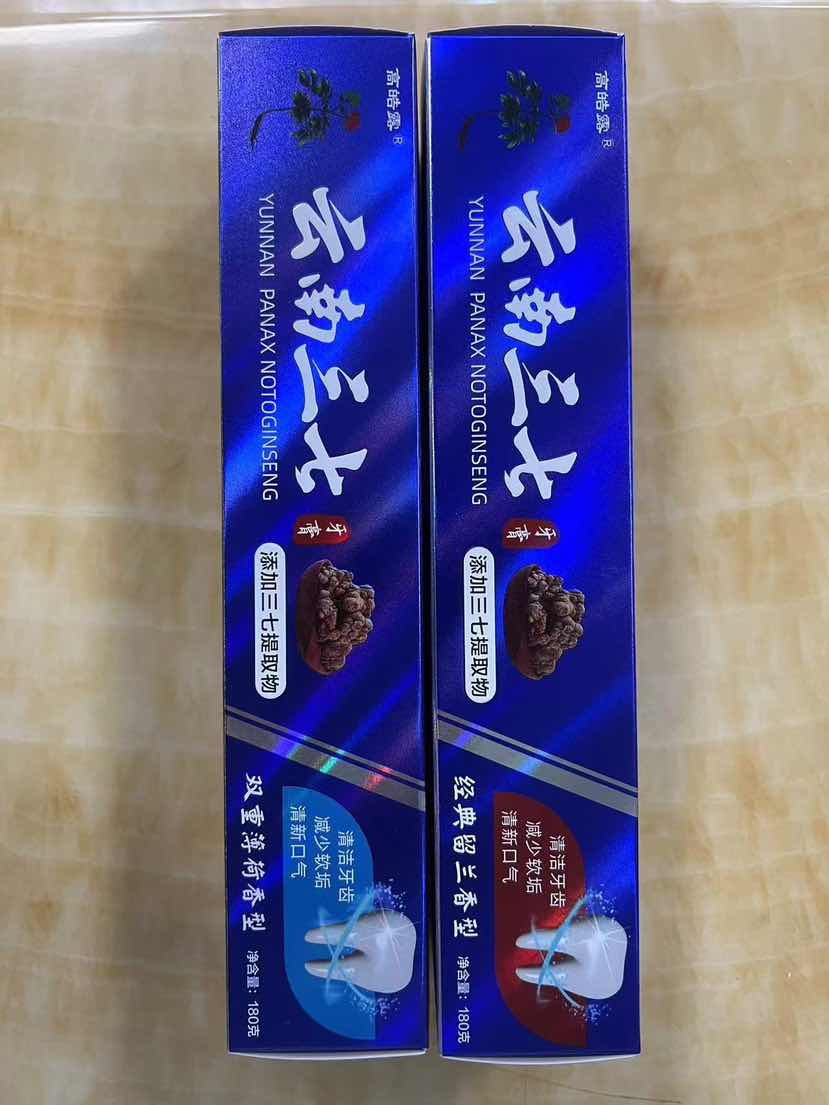 高皓露®
云南三七
YUNNAN PANAX NOTOGINSENG
牙膏
添加三七提取物
清洁牙齿
减少软垢
清新口气
双重薄荷香型
净含量：180克
高皓露®
云南三七
YUNNAN PANAX NOTOGINSENG
牙膏
添加三七提取物
清洁牙齿
减少软垢
清新口气
经典留兰香型
净含量：180克